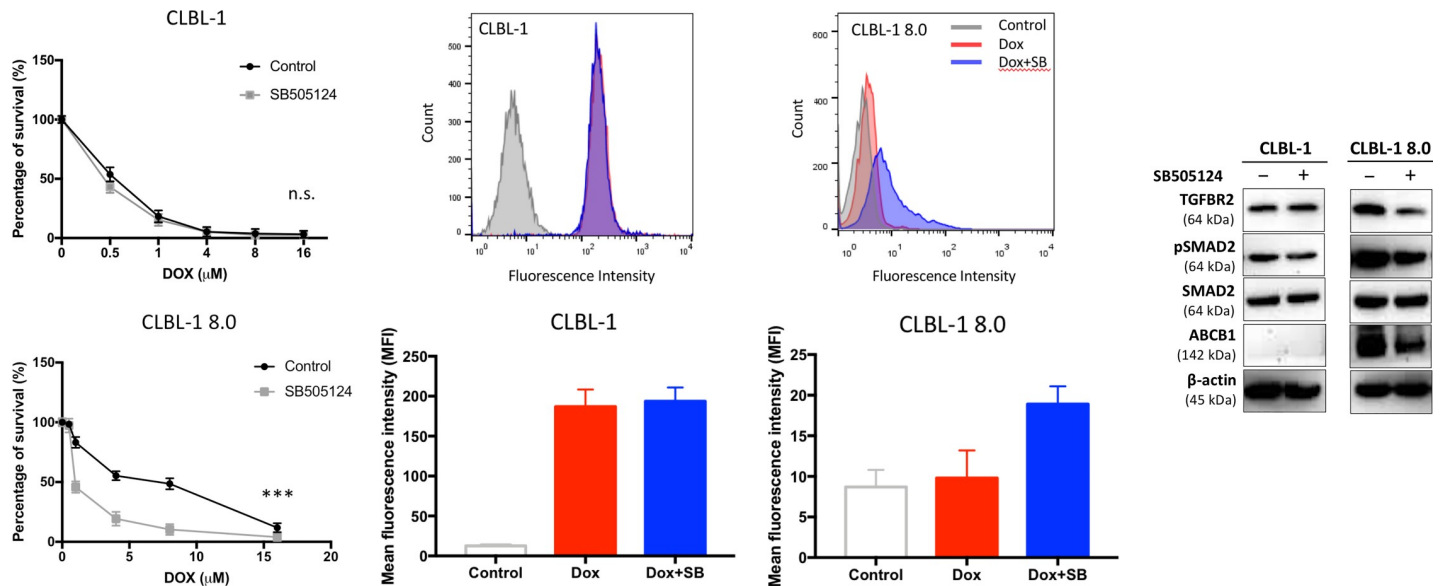 CLBL-1
Percentage of survival (%)
150
100
50
0
Control
SB505124
n.s.
0 0.5 1 4 8 16
DOX (µM)
CLBL-1
Count
500
400
300
200
100
0
10⁰ 10¹ 10² 10³ 10⁴
Fluorescence Intensity
CLBL-1 8.0
Control
Dox
Dox+SB
Count
600
400
200
0
10⁰ 10¹ 10² 10³ 10⁴
Fluorescence Intensity
CLBL-1 8.0
Percentage of survival (%)
150
100
50
0
Control
SB505124
***
0 5 10 15 20
DOX (µM)
CLBL-1
Mean fluorescence intensity (MFI)
250
200
150
100
50
0
Control Dox Dox+SB
CLBL-1 8.0
Mean fluorescence intensity (MFI)
25
20
15
10
5
0
Control Dox Dox+SB
CLBL-1 CLBL-1 8.0
SB505124 – + – +
TGFBR2
(64 kDa)
pSMAD2
(64 kDa)
SMAD2
(64 kDa)
ABCB1
(142 kDa)
β-actin
(45 kDa)